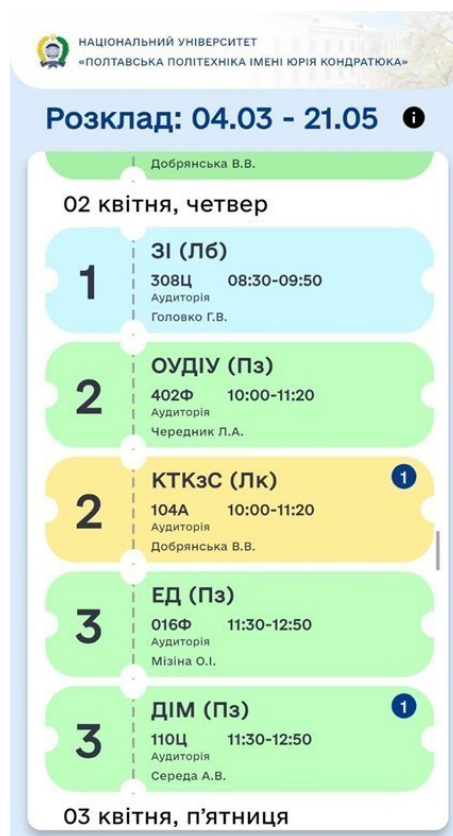 НАЦІОНАЛЬНИЙ УНІВЕРСИТЕТ
«ПОЛТАВСЬКА ПОЛІТЕХНІКА ІМЕНІ ЮРІЯ КОНДРАТЮКА»
Розклад: 04.03 - 21.05 i
Добрянська В.В.
02 квітня, четвер
1
ЗІ (Лб)
308Ц 08:30-09:50
Аудиторія
Головко Г.В.
2
ОУДІУ (Пз)
402Ф 10:00-11:20
Аудиторія
Чередник Л.А.
2
КТКзС (Лк) 1
104А 10:00-11:20
Аудиторія
Добрянська В.В.
3
ЕД (Пз)
016Ф 11:30-12:50
Аудиторія
Мізіна О.І.
3
ДІМ (Пз) 1
110Ц 11:30-12:50
Аудиторія
Середа А.В.
03 квітня, п’ятниця